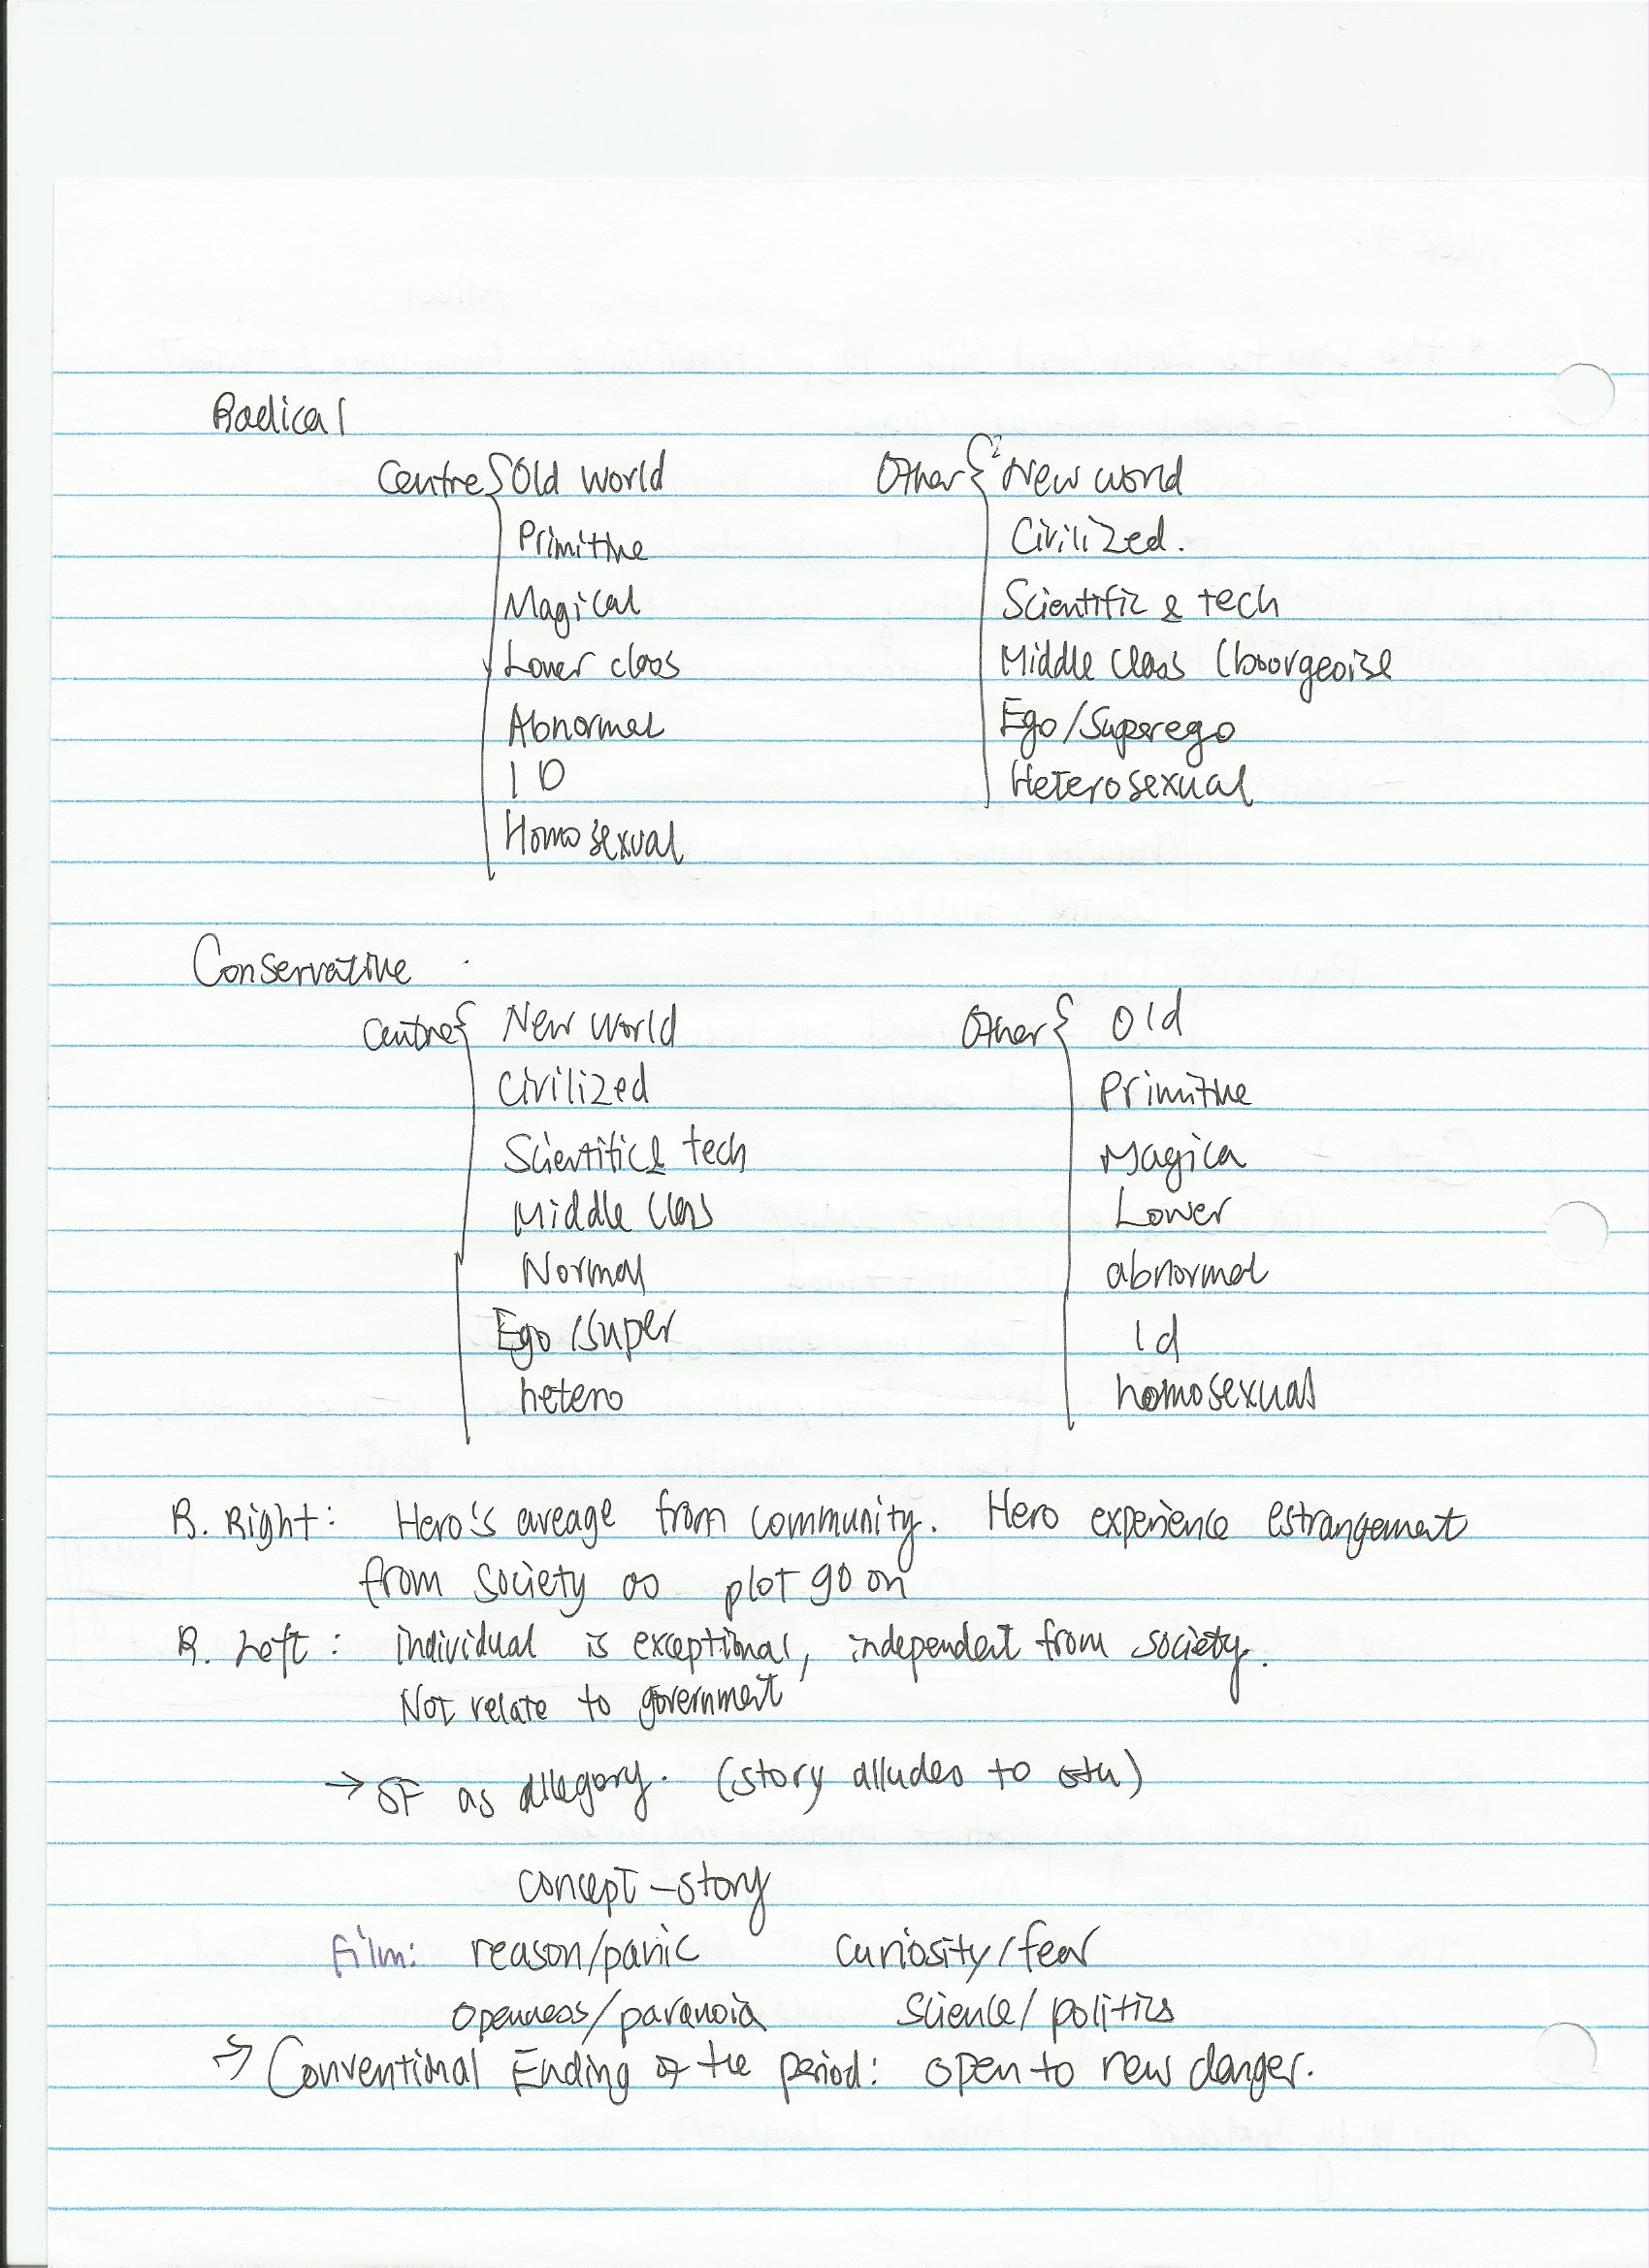 Radical
Centre { Old world Other { New world
Primitive Civilized.
Magical Scientific & tech
Lower class Middle class (bourgeoise
Abnormal Ego/Superego
ID Heterosexual
Homosexual
Conservative
Centre { New world Other { Old
Civilized Primitive
Scientific & tech Magica
Middle class Lower
Normal abnormal
Ego/super Id
hetero homosexual
R. Right: Hero's aveage from community. Hero experience estrangement
from society as plot go on
R. Left: individual is exceptional, independent from society.
Not relate to government
→ SF as allegory. (story alludes to sth)
concept-story
Film: reason/panic curiosity/fear
openness/paranoia Science/politics
→ Conventional Ending of the period: open to new danger.